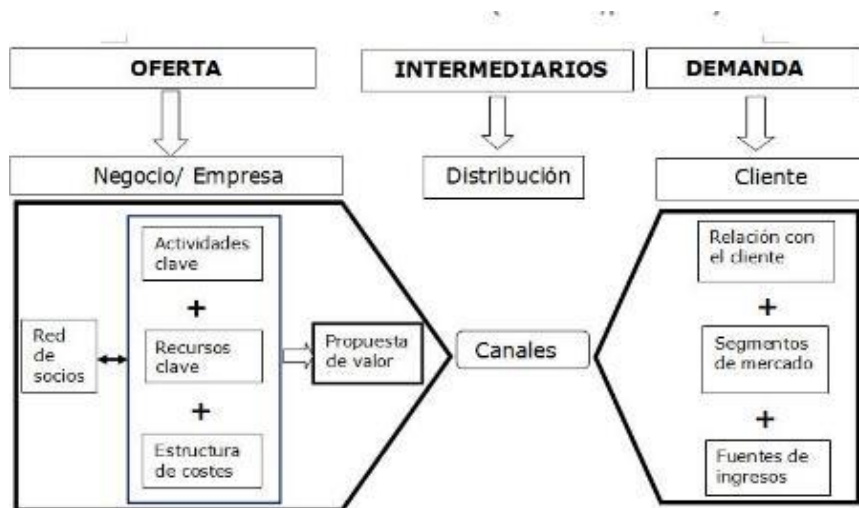 OFERTA
INTERMEDIARIOS
DEMANDA
Negocio/ Empresa
Distribución
Cliente
Actividades
clave
+
Recursos
clave
+
Estructura
de costes
Red
de
socios
Propuesta
de valor
Canales
Relación con
el cliente
+
Segmentos
de mercado
+
Fuentes de
ingresos